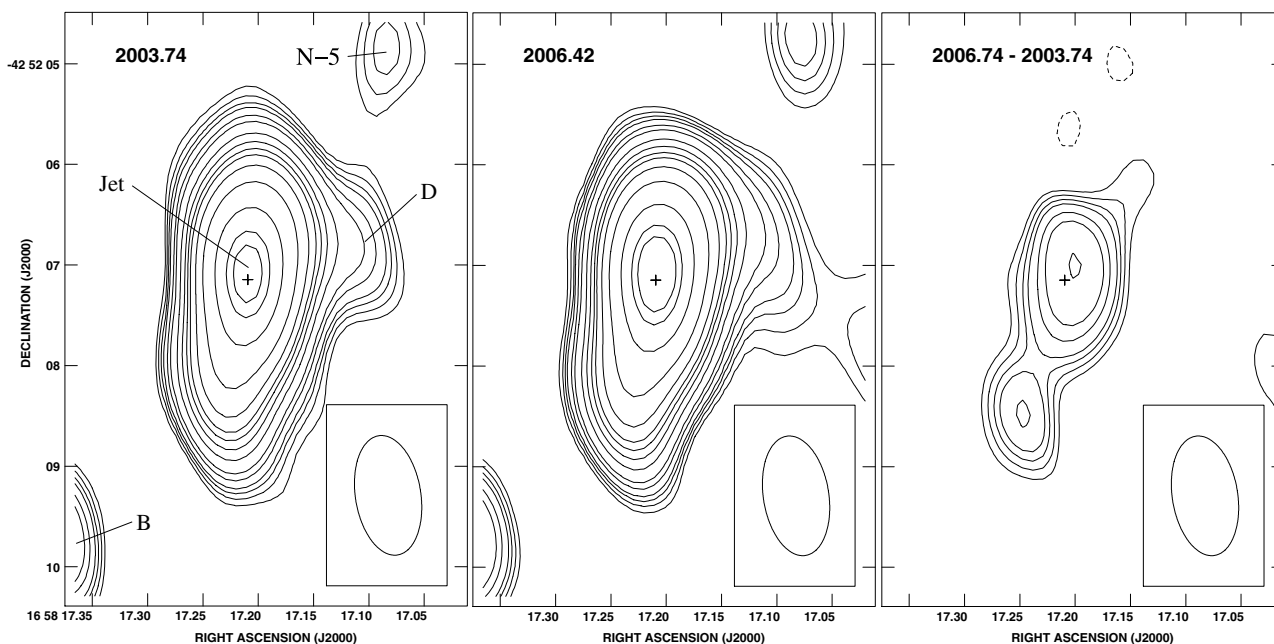 2003.74
N−5
Jet
D
B
2006.42
2006.74 - 2003.74
DECLINATION (J2000)
-42 52 05
06
07
08
09
10
16 58 17.35 17.30 17.25 17.20 17.15 17.10 17.05
17.30 17.25 17.20 17.15 17.10 17.05
17.30 17.25 17.20 17.15 17.10 17.05
RIGHT ASCENSION (J2000)
RIGHT ASCENSION (J2000)
RIGHT ASCENSION (J2000)